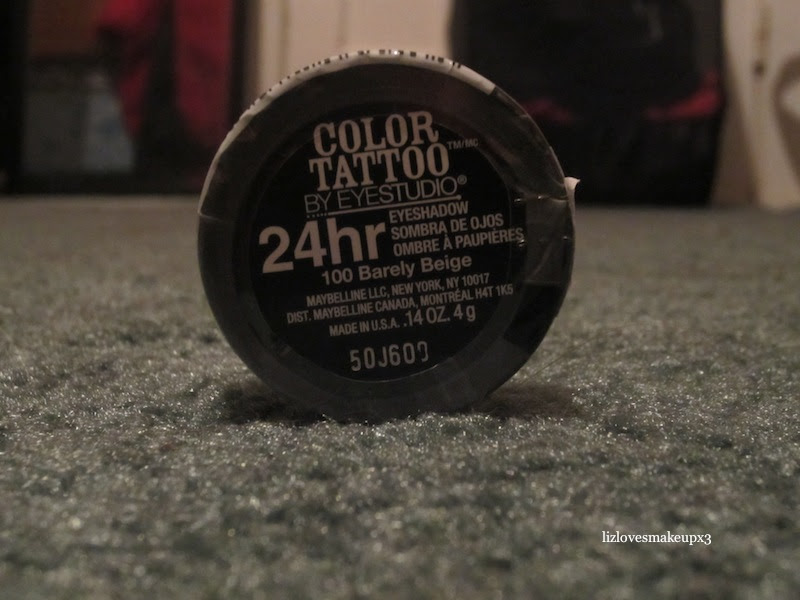 COLOR
TATTOO TM/MC
BY EYESTUDIO®
24hr
EYESHADOW
SOMBRA DE OJOS
OMBRE À PAUPIÈRES
100 Barely Beige
MAYBELLINE LLC, NEW YORK, NY 10017
DIST. MAYBELLINE CANADA, MONTRÉAL H4T 1K5
MADE IN U.S.A. .14 OZ. 4 g
lizlovesmakeupx3